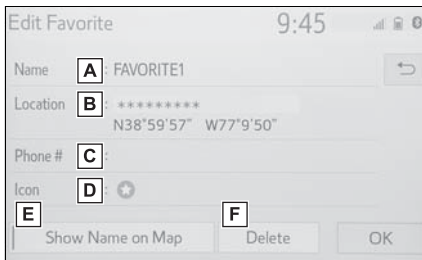 Edit Favorite 9:45
Name A : FAVORITE1
Location B : *********
N38°59'57" W77°9'50"
Phone # C :
Icon D :
E F
Show Name on Map Delete OK